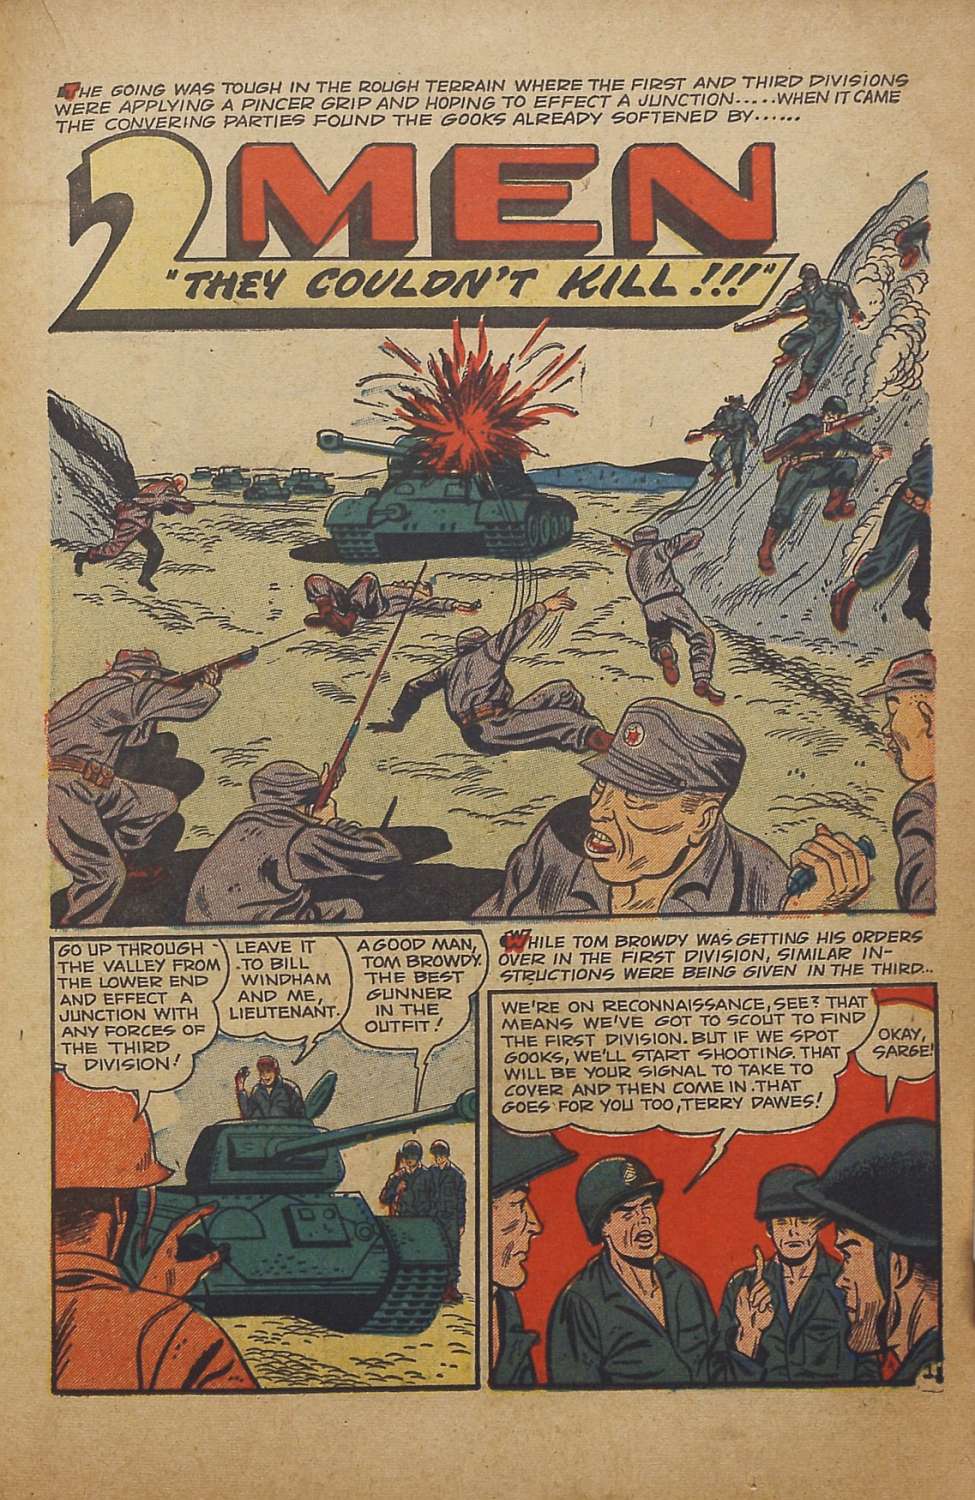 THE GOING WAS TOUGH IN THE ROUGH TERRAIN WHERE THE FIRST AND THIRD DIVISIONS
WERE APPLYING A PINCER GRIP AND HOPING TO EFFECT A JUNCTION.....WHEN IT CAME
THE CONVERING PARTIES FOUND THE GOOKS ALREADY SOFTENED BY......
2 MEN
"THEY COULDN'T KILL!!!"
GO UP THROUGH
THE VALLEY FROM
THE LOWER END
AND EFFECT A
JUNCTION WITH
ANY FORCES OF
THE THIRD
DIVISION!
LEAVE IT
TO BILL
WINDHAM
AND ME,
LIEUTENANT.
A GOOD MAN,
TOM BROWDY.
THE BEST
GUNNER
IN THE
OUTFIT!
WHILE TOM BROWDY WAS GETTING HIS ORDERS
OVER IN THE FIRST DIVISION, SIMILAR IN-
STRUCTIONS WERE BEING GIVEN IN THE THIRD...
WE'RE ON RECONNAISSANCE, SEE? THAT
MEANS WE'VE GOT TO SCOUT TO FIND
THE FIRST DIVISION. BUT IF WE SPOT
GOOKS, WE'LL START SHOOTING. THAT
WILL BE YOUR SIGNAL TO TAKE TO
COVER AND THEN COME IN. THAT
GOES FOR YOU TOO, TERRY DAWES!
OKAY,
SARGE!